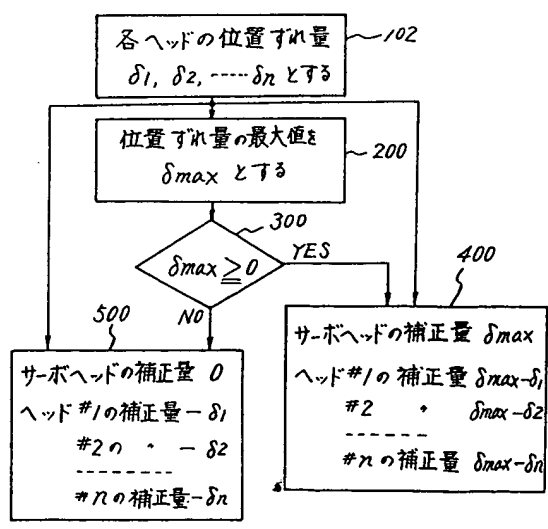 各ヘッドの位置ずれ量
δ1, δ2, ----- δn とする
102
位置ずれ量の最大値を
δmax とする
200
300
δmax ≧ 0
YES
NO
400
サーボヘッドの補正量 δmax
ヘッド #1の補正量 δmax-δ1
#2 〃 δmax-δ2
-------
#n の補正量 δmax-δn
500
サーボヘッドの補正量 0
ヘッド #1の補正量 - δ1
#2の 〃 - δ2
---------
#n の補正量 -δn